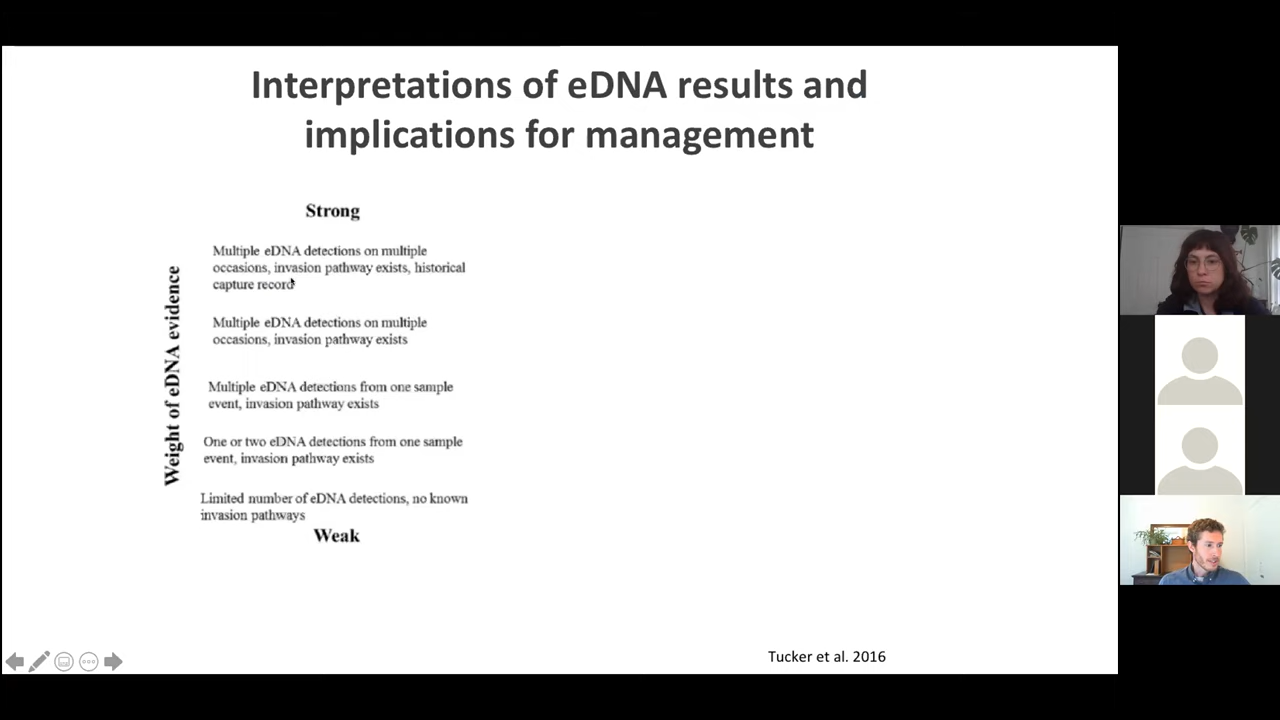 Interpretations of eDNA results and
implications for management
Strong
Multiple eDNA detections on multiple
occasions, invasion pathway exists, historical
capture record
Multiple eDNA detections on multiple
occasions, invasion pathway exists
Multiple eDNA detections from one sample
event, invasion pathway exists
One or two eDNA detections from one sample
event, invasion pathway exists
Limited number of eDNA detections, no known
invasion pathways
Weak
Weight of eDNA evidence
Tucker et al. 2016